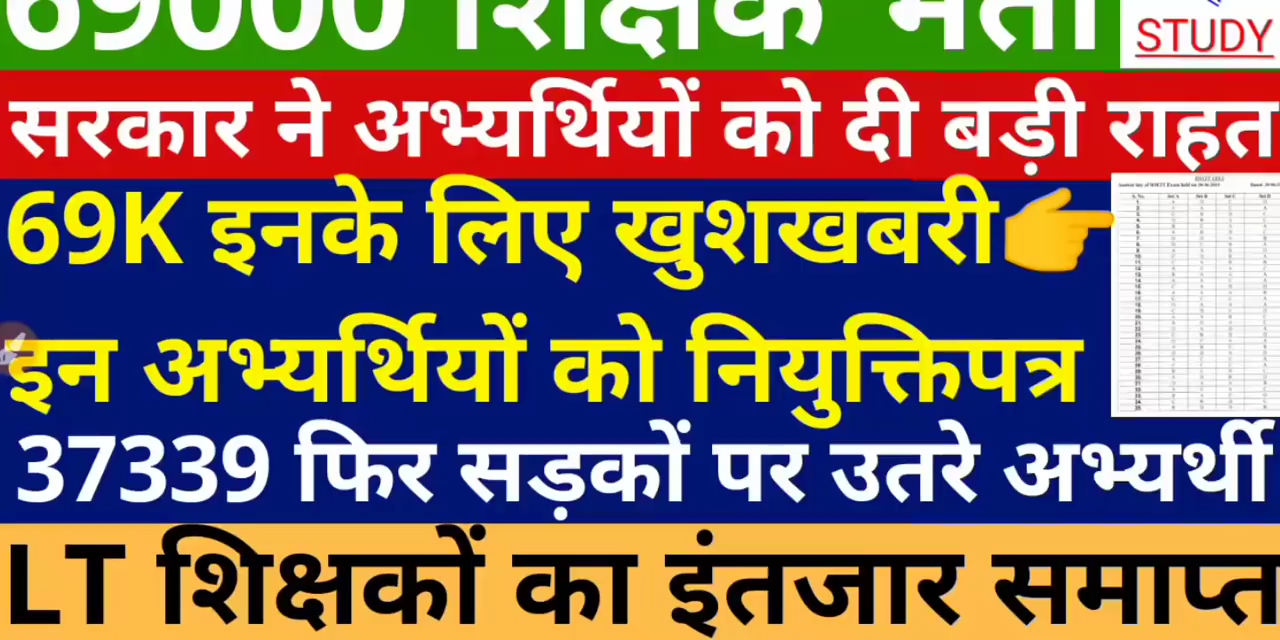 69000 शिक्षक भर्ती
STUDY
सरकार ने अभ्यर्थियों को दी बड़ी राहत
69K इनके लिए खुशखबरी
इन अभ्यर्थियों को नियुक्तिपत्र
37339 फिर सड़कों पर उतरे अभ्यर्थी
LT शिक्षकों का इंतजार समाप्त